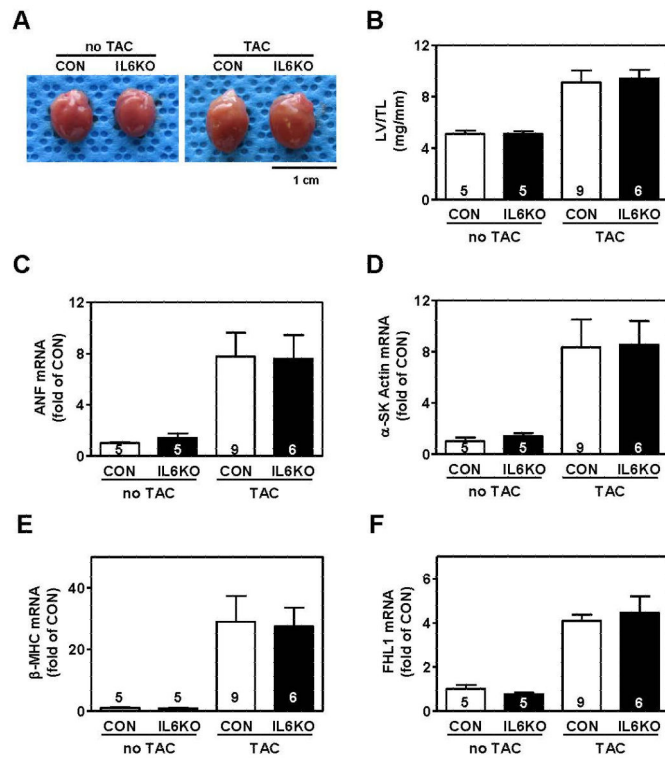 A
no TAC TAC
CON IL6KO CON IL6KO
1 cm
B
LV/TL
(mg/mm)
12
8
4
0
5 5 9 6
CON IL6KO CON IL6KO
no TAC TAC
C
ANF mRNA
(fold of CON)
12
8
4
0
5 5 9 6
CON IL6KO CON IL6KO
no TAC TAC
D
α-SK Actin mRNA
(fold of CON)
12
8
4
0
5 5 9 6
CON IL6KO CON IL6KO
no TAC TAC
E
β-MHC mRNA
(fold of CON)
40
20
0
5 5 9 6
CON IL6KO CON IL6KO
no TAC TAC
F
FHL1 mRNA
(fold of CON)
6
4
2
0
5 5 9 6
CON IL6KO CON IL6KO
no TAC TAC